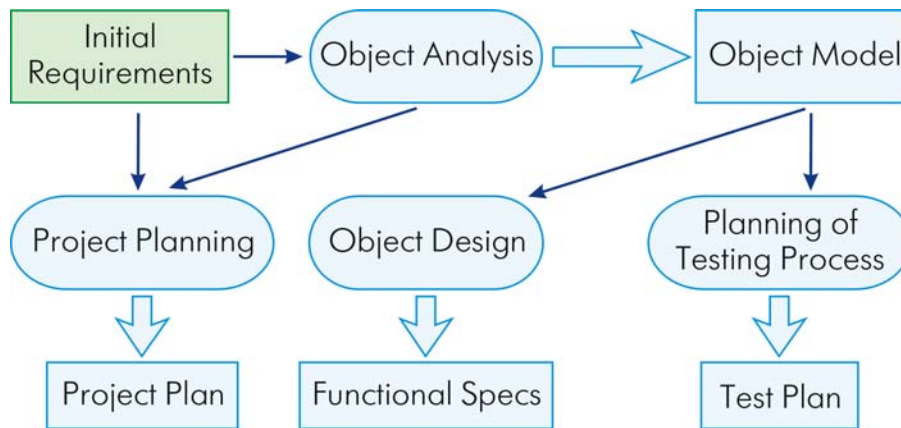 Initial
Requirements
Object Analysis
Object Model
Project Planning
Object Design
Planning of
Testing Process
Project Plan
Functional Specs
Test Plan